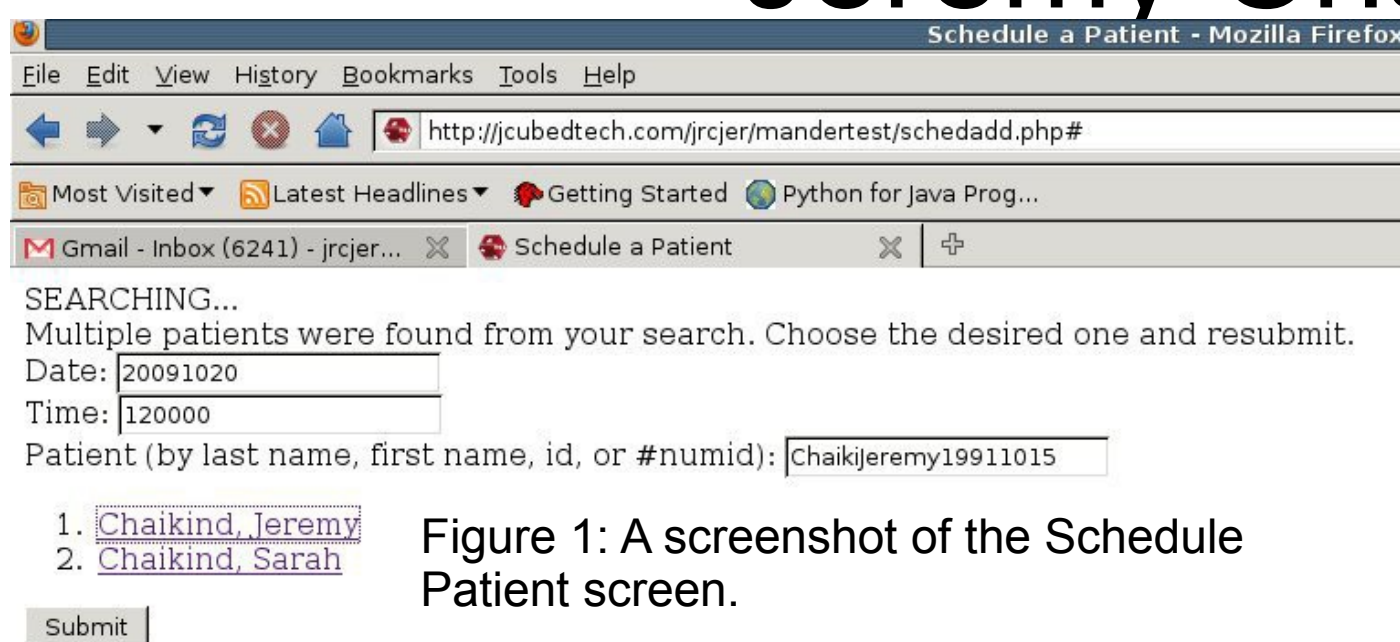 Schedule a Patient - Mozilla Firefox
File Edit View History Bookmarks Tools Help
http://jcubedtech.com/jrcjer/mandertest/schedadd.php#
Most Visited Latest Headlines Getting Started Python for Java Prog...
Gmail - Inbox (6241) - jrcjer... Schedule a Patient
SEARCHING...
Multiple patients were found from your search. Choose the desired one and resubmit.
Date: 20091020
Time: 120000
Patient (by last name, first name, id, or #numid): ChaikiJeremy19911015
1. Chaikind, Jeremy
2. Chaikind, Sarah
Figure 1: A screenshot of the Schedule
Patient screen.
Submit